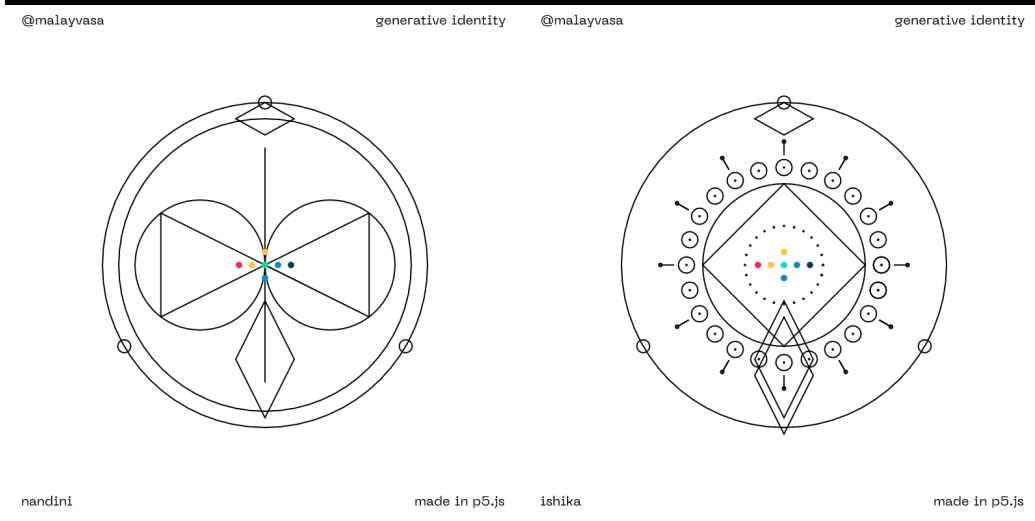 @malayvasa generative identity @malayvasa generative identity
nandini made in p5.js ishika made in p5.js